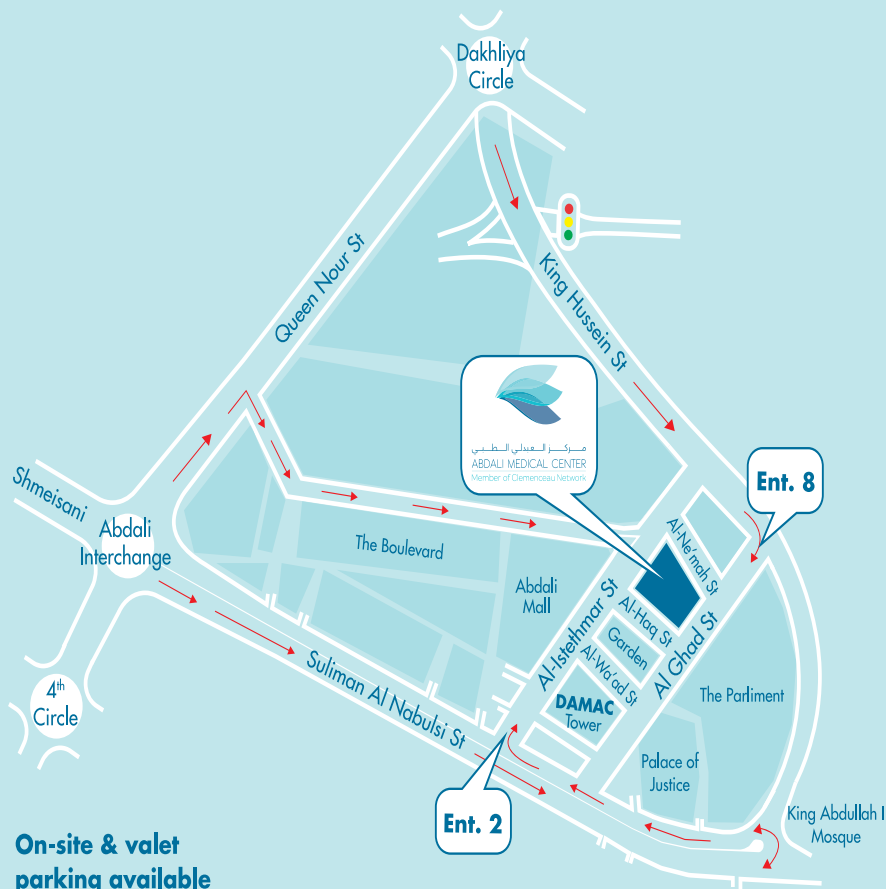 Dakhliya
Circle
Queen Nour St
King Hussein St
مـــركـــز الـــعـبدلـي الـــطـــبـــي
ABDALI MEDICAL CENTER
Member of Clemenceau Network
Ent. 8
Shmeisani
Abdali
Interchange
The Boulevard
Al-Ne'mah St
Abdali
Mall
Al-Istethmar St
Al-Haq St
Garden
Al-Wa'ad St
Al Ghad St
4th
Circle
Suliman Al Nabulsi St
DAMAC
Tower
The Parliment
Palace of
Justice
Ent. 2
King Abdullah I
Mosque
On-site & valet
parking available